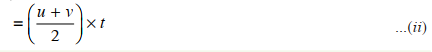 = ( (u + v) / 2 ) × t ...(ii)